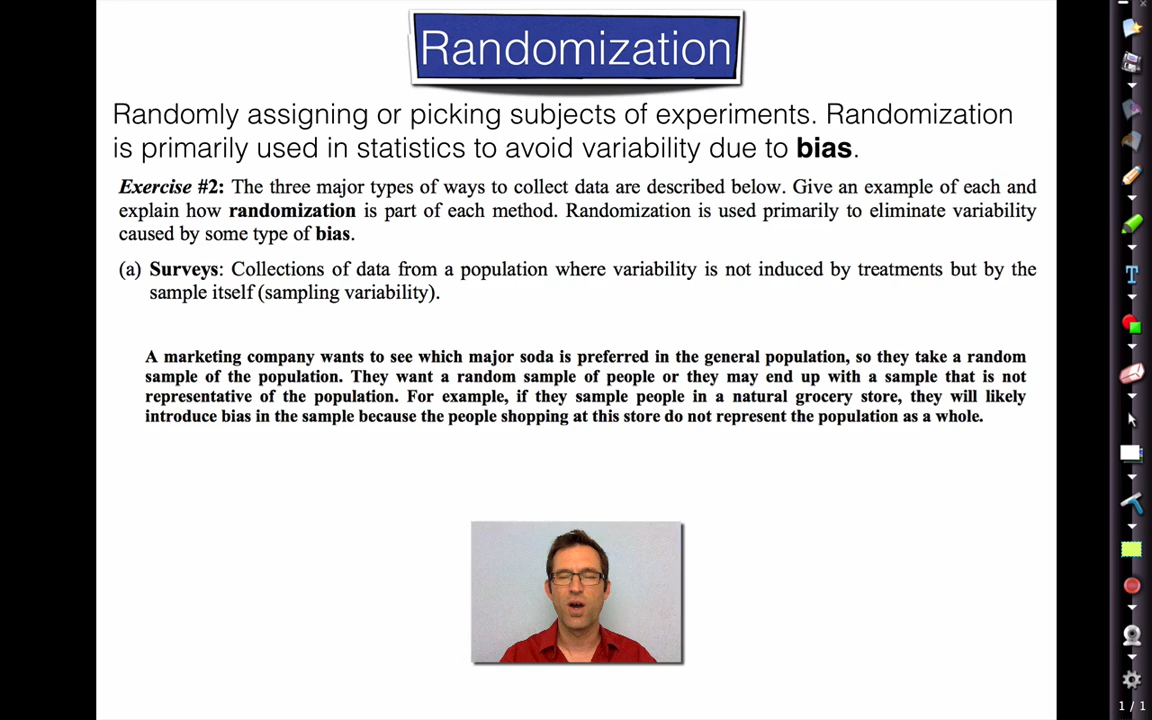 Randomization
Randomly assigning or picking subjects of experiments. Randomization
is primarily used in statistics to avoid variability due to bias.
Exercise #2: The three major types of ways to collect data are described below. Give an example of each and
explain how randomization is part of each method. Randomization is used primarily to eliminate variability
caused by some type of bias.
(a) Surveys: Collections of data from a population where variability is not induced by treatments but by the
sample itself (sampling variability).
A marketing company wants to see which major soda is preferred in the general population, so they take a random
sample of the population. They want a random sample of people or they may end up with a sample that is not
representative of the population. For example, if they sample people in a natural grocery store, they will likely
introduce bias in the sample because the people shopping at this store do not represent the population as a whole.
T
1 / 1